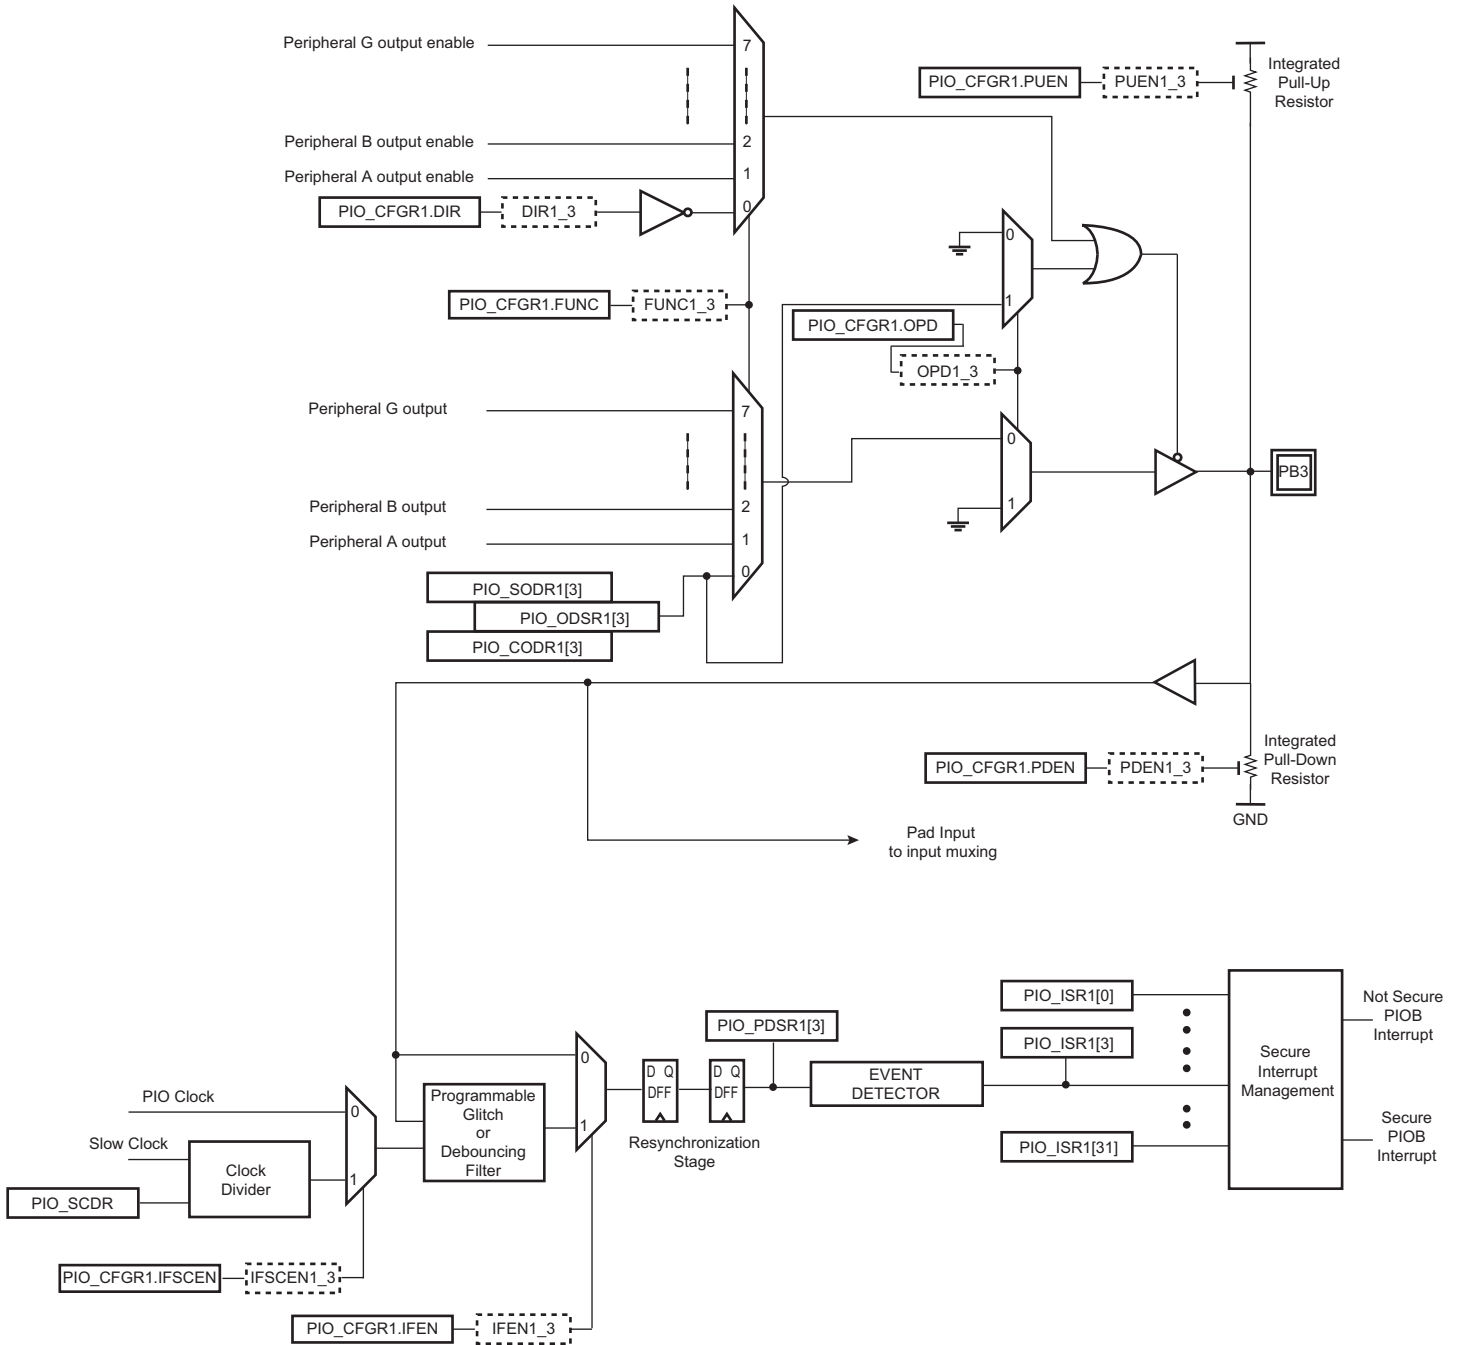 Peripheral G output enable
7
Peripheral B output enable
2
Peripheral A output enable
1
PIO_CFGR1.DIR
DIR1_3
0
PIO_CFGR1.FUNC
FUNC1_3
PIO_CFGR1.PUEN
PUEN1_3
Integrated
Pull-Up
Resistor
0
1
PIO_CFGR1.OPD
OPD1_3
Peripheral G output
7
Peripheral B output
2
Peripheral A output
1
0
PIO_SODR1[3]
PIO_ODSR1[3]
PIO_CODR1[3]
0
1
PB3
PIO_CFGR1.PDEN
PDEN1_3
Integrated
Pull-Down
Resistor
GND
Pad Input
to input muxing
PIO Clock
Slow Clock
Clock
Divider
PIO_SCDR
0
1
PIO_CFGR1.IFSCEN
IFSCEN1_3
Programmable
Glitch
or
Debouncing
Filter
0
1
PIO_CFGR1.IFEN
IFEN1_3
D Q
DFF
D Q
DFF
Resynchronization
Stage
PIO_PDSR1[3]
EVENT
DETECTOR
PIO_ISR1[0]
PIO_ISR1[3]
PIO_ISR1[31]
Secure
Interrupt
Management
Not Secure
PIOB
Interrupt
Secure
PIOB
Interrupt